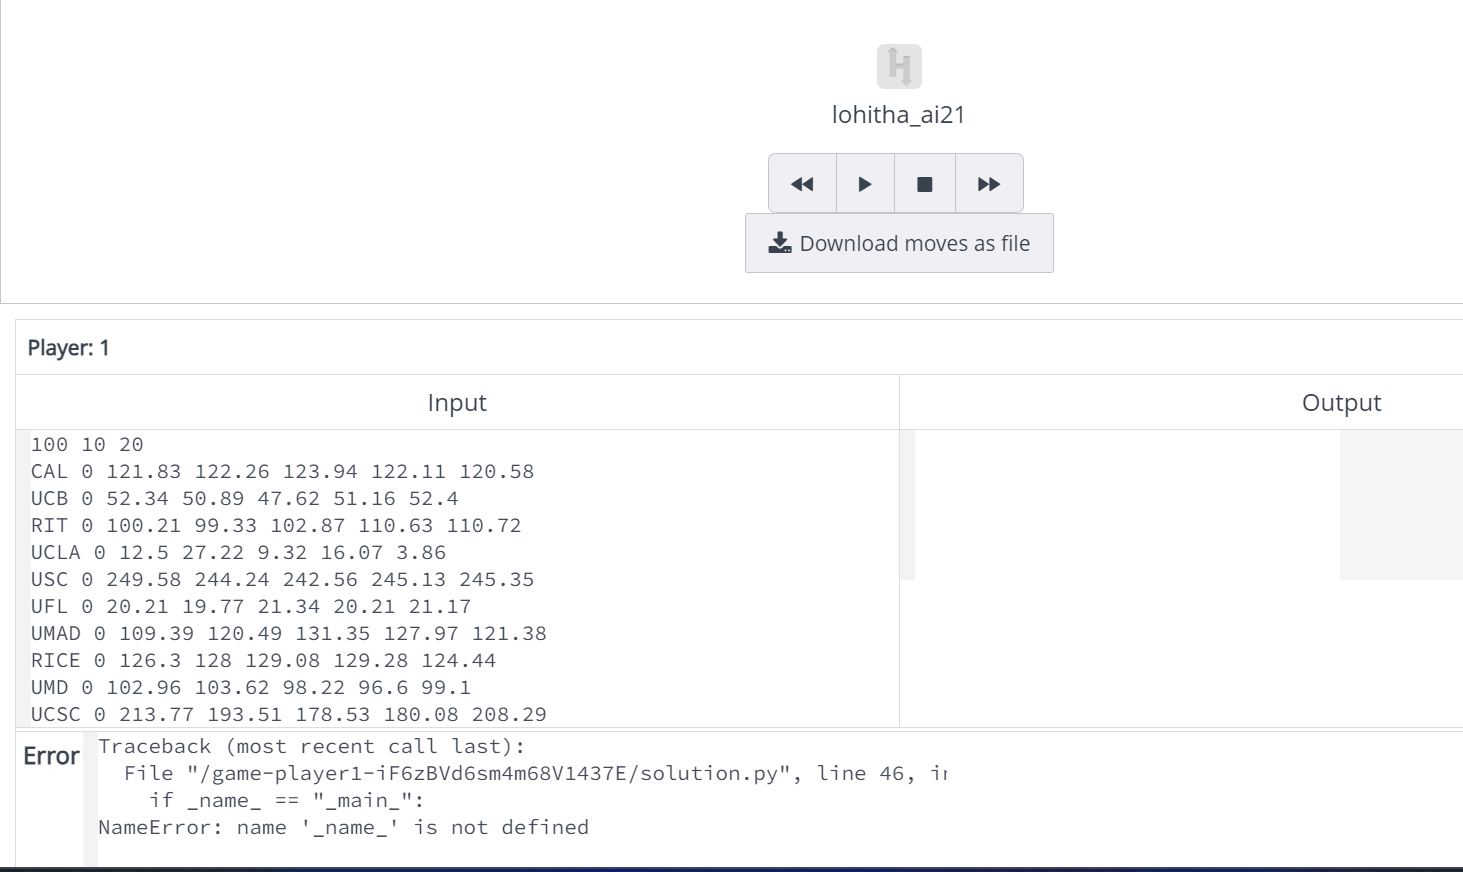 lohitha_ai21
Download moves as file
Player: 1
Input
Output
100 10 20
CAL 0 121.83 122.26 123.94 122.11 120.58
UCB 0 52.34 50.89 47.62 51.16 52.4
RIT 0 100.21 99.33 102.87 110.63 110.72
UCLA 0 12.5 27.22 9.32 16.07 3.86
USC 0 249.58 244.24 242.56 245.13 245.35
UFL 0 20.21 19.77 21.34 20.21 21.17
UMAD 0 109.39 120.49 131.35 127.97 121.38
RICE 0 126.3 128 129.08 129.28 124.44
UMD 0 102.96 103.62 98.22 96.6 99.1
UCSC 0 213.77 193.51 178.53 180.08 208.29
Error
Traceback (most recent call last):
File "/game-player1-iF6zBVd6sm4m68V1437E/solution.py", line 46,
if _name_ == "_main_":
NameError: name '_name_' is not defined